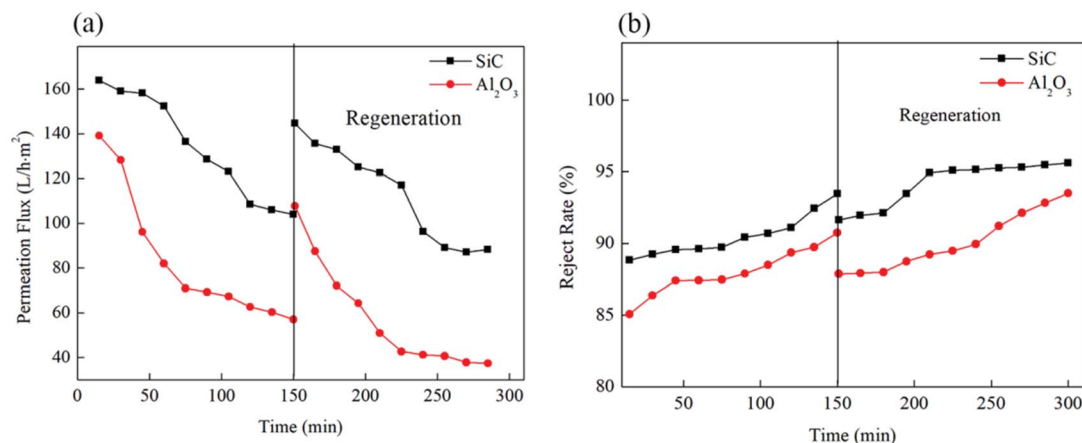 (a)
SiC
Al₂O₃
Regeneration
Permeation Flux (L/h·m²)
160
140
120
100
80
60
40
0
50
100
150
200
250
300
Time (min)
(b)
SiC
Al₂O₃
Regeneration
Reject Rate (%)
100
95
90
85
80
50
100
150
200
250
300
Time (min)